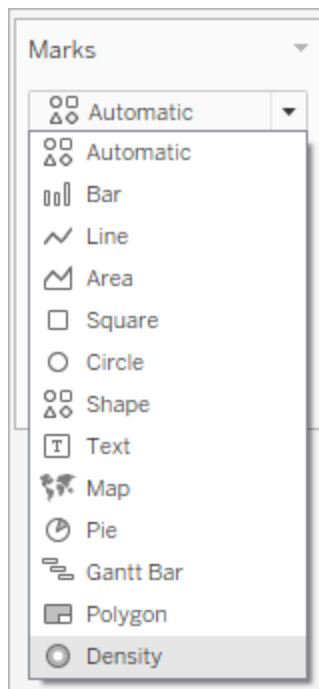 Marks
Automatic
Automatic
Bar
Line
Area
Square
Circle
Shape
T Text
Map
Pie
Gantt Bar
Polygon
Density